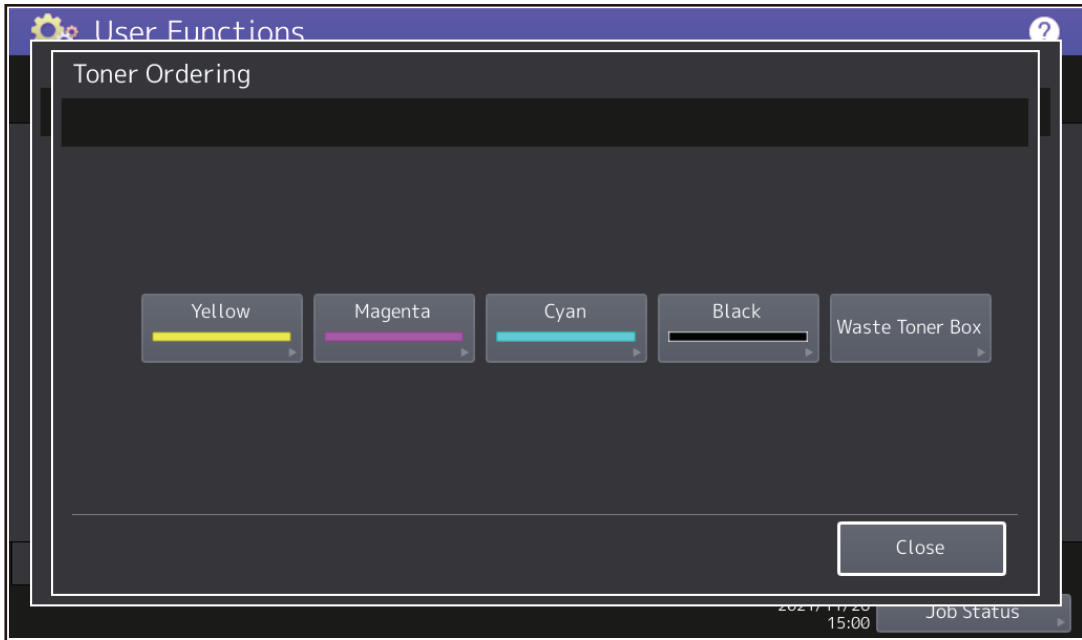 User Functions
?
Toner Ordering
Yellow
Magenta
Cyan
Black
Waste Toner Box
Close
15:00
Job Status